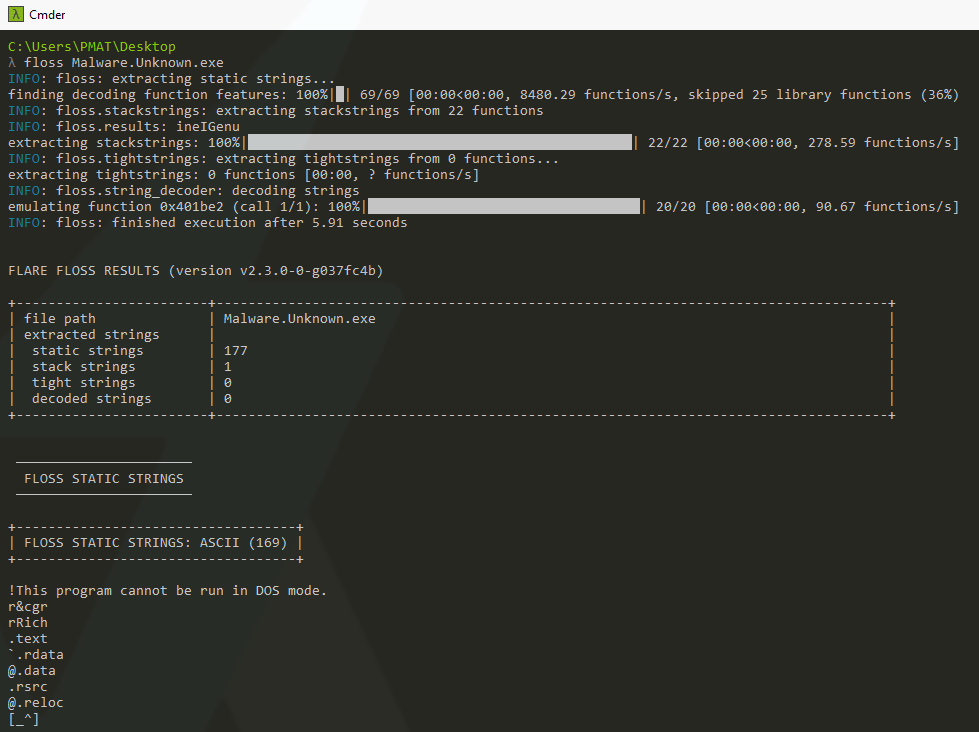 λ Cmder
C:\Users\PMAT\Desktop
λ floss Malware.Unknown.exe
INFO: floss: extracting static strings...
finding decoding function features: 100%|█| 69/69 [00:00<00:00, 8480.29 functions/s, skipped 25 library functions (36%)
INFO: floss.stackstrings: extracting stackstrings from 22 functions
INFO: floss.results: ineIGenu
extracting stackstrings: 100%|████████████████████████████████████████████████| 22/22 [00:00<00:00, 278.59 functions/s]
INFO: floss.tightstrings: extracting tightstrings from 0 functions...
extracting tightstrings: 0 functions [00:00, ? functions/s]
INFO: floss.string_decoder: decoding strings
emulating function 0x401be2 (call 1/1): 100%|██████████████████████████████████| 20/20 [00:00<00:00, 90.67 functions/s]
INFO: floss: finished execution after 5.91 seconds
FLARE FLOSS RESULTS (version v2.3.0-0-g037fc4b)
+-------------------------+------------------------------------------------------------------------------------+
| file path | Malware.Unknown.exe |
| extracted strings | |
| static strings | 177 |
| stack strings | 1 |
| tight strings | 0 |
| decoded strings | 0 |
+-------------------------+------------------------------------------------------------------------------------+
──────────────────────
FLOSS STATIC STRINGS
──────────────────────
+-----------------------------------+
| FLOSS STATIC STRINGS: ASCII (169) |
+-----------------------------------+
!This program cannot be run in DOS mode.
r&cgr
rRich
.text
`.rdata
@.data
.rsrc
@.reloc
[_^]